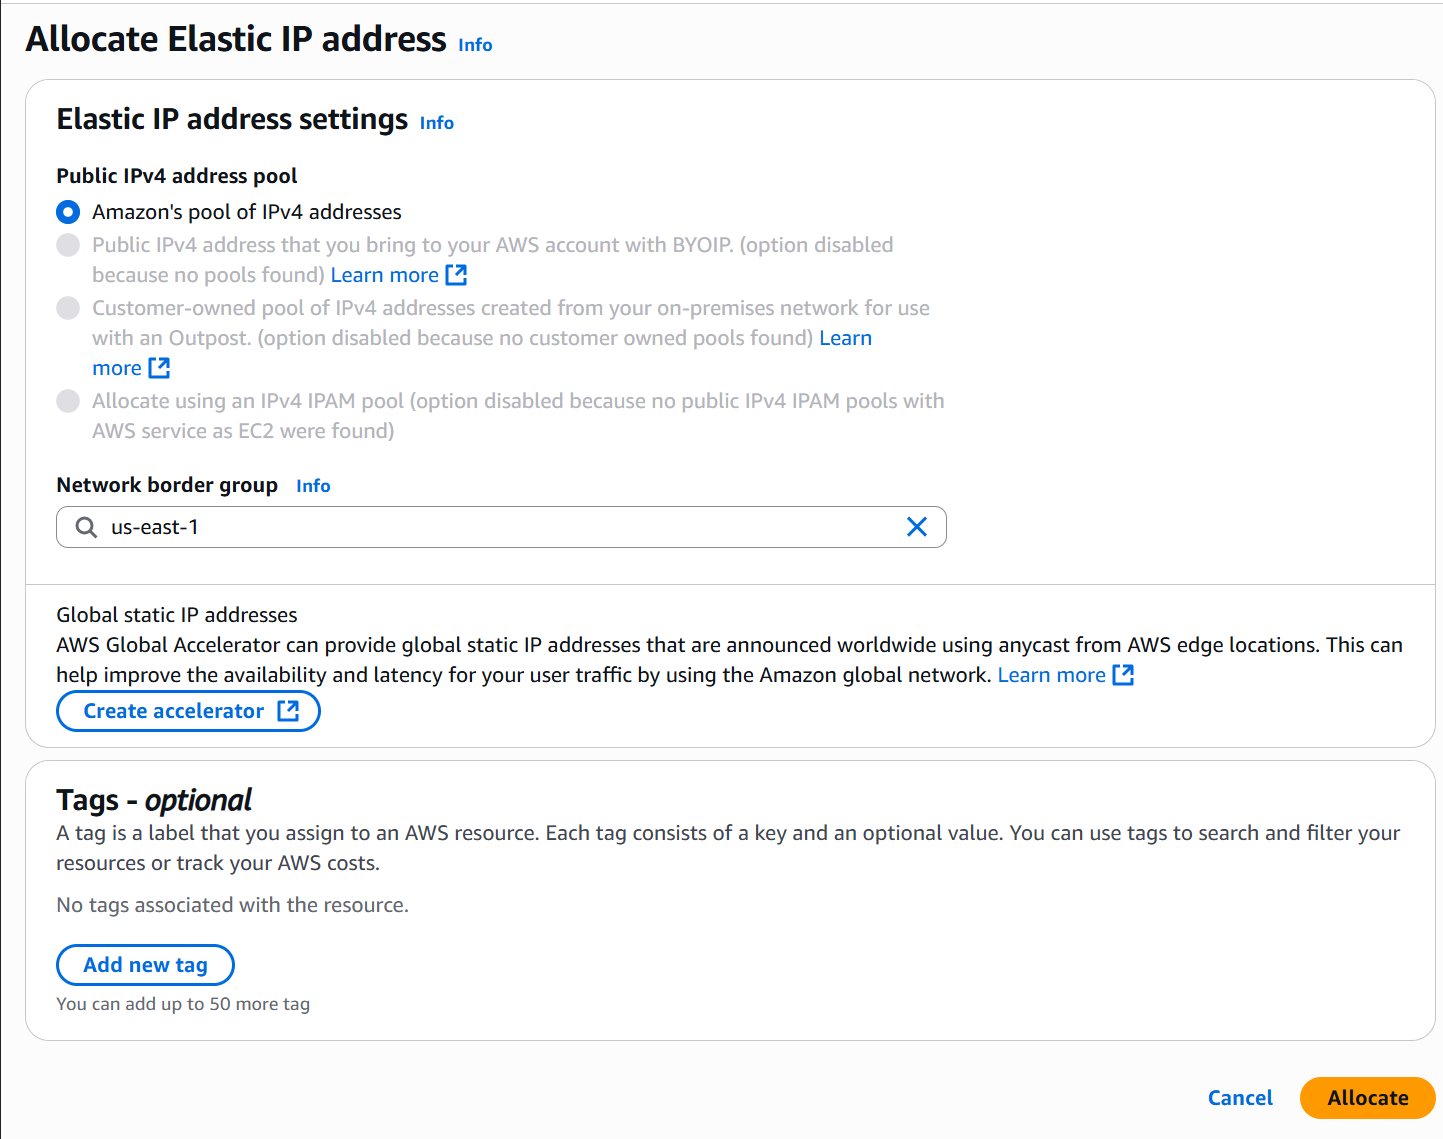 Allocate Elastic IP address Info
Elastic IP address settings Info
Public IPv4 address pool
Amazon's pool of IPv4 addresses
Public IPv4 address that you bring to your AWS account with BYOIP. (option disabled
because no pools found) Learn more
Customer-owned pool of IPv4 addresses created from your on-premises network for use
with an Outpost. (option disabled because no customer owned pools found) Learn
more
Allocate using an IPv4 IPAM pool (option disabled because no public IPv4 IPAM pools with
AWS service as EC2 were found)
Network border group Info
us-east-1
Global static IP addresses
AWS Global Accelerator can provide global static IP addresses that are announced worldwide using anycast from AWS edge locations. This can
help improve the availability and latency for your user traffic by using the Amazon global network. Learn more
Create accelerator
Tags - optional
A tag is a label that you assign to an AWS resource. Each tag consists of a key and an optional value. You can use tags to search and filter your
resources or track your AWS costs.
No tags associated with the resource.
Add new tag
You can add up to 50 more tag
Cancel Allocate